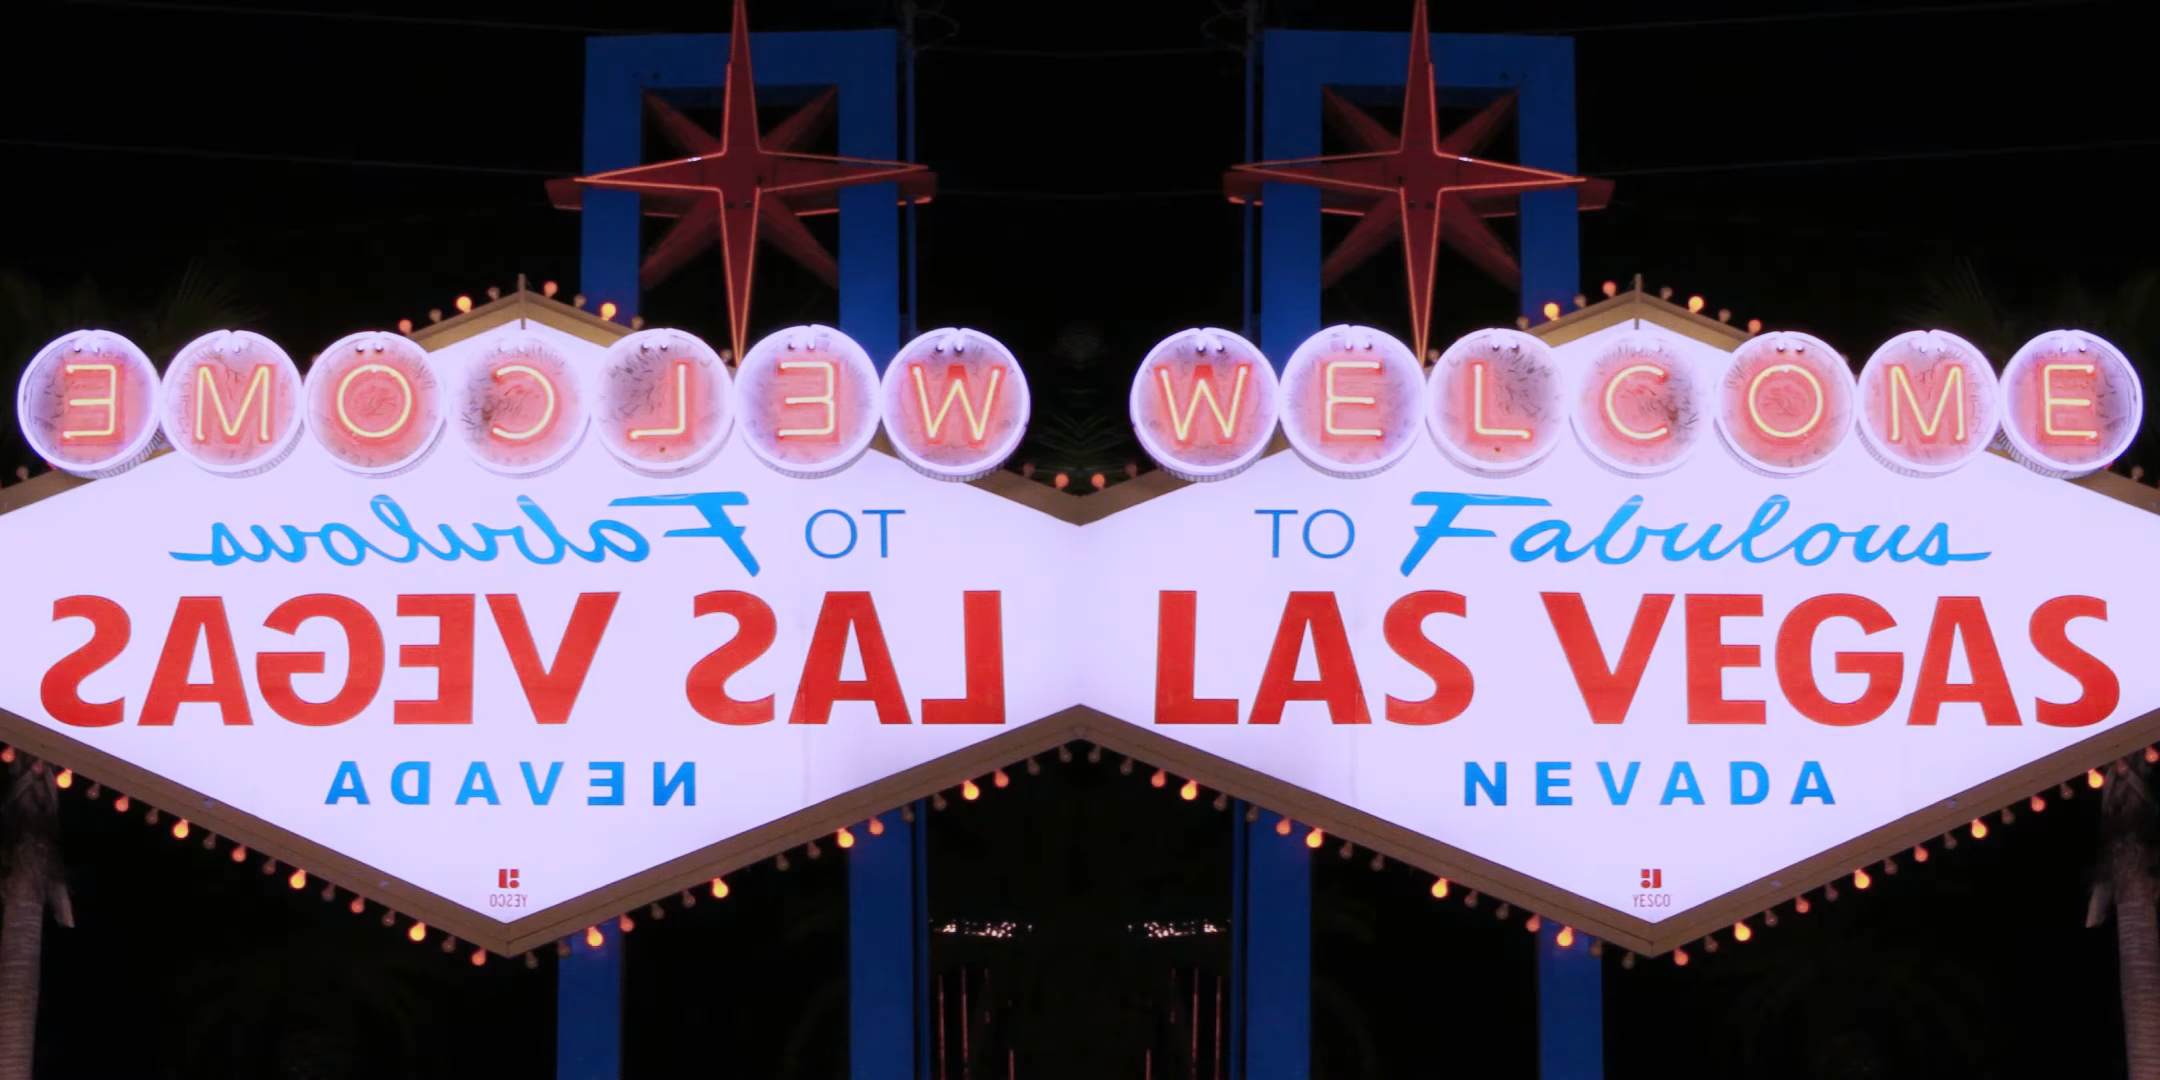 WELCOME
TO Fabulous
LAS VEGAS
NEVADA
YESCO
WELCOME
TO Fabulous
LAS VEGAS
NEVADA
YESCO